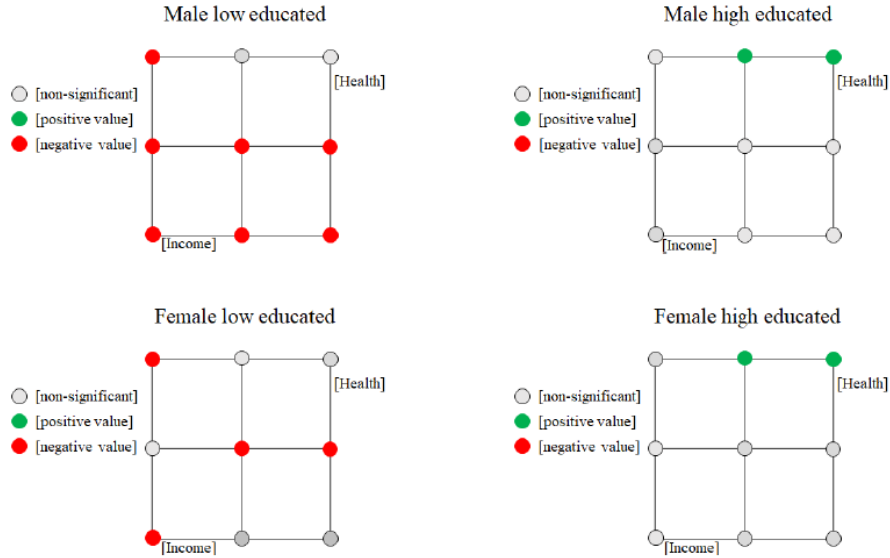 Male low educated
[Health]
[non-significant]
[positive value]
[negative value]
[Income]
Male high educated
[Health]
[non-significant]
[positive value]
[negative value]
[Income]
Female low educated
[Health]
[non-significant]
[positive value]
[negative value]
[Income]
Female high educated
[Health]
[non-significant]
[positive value]
[negative value]
[Income]